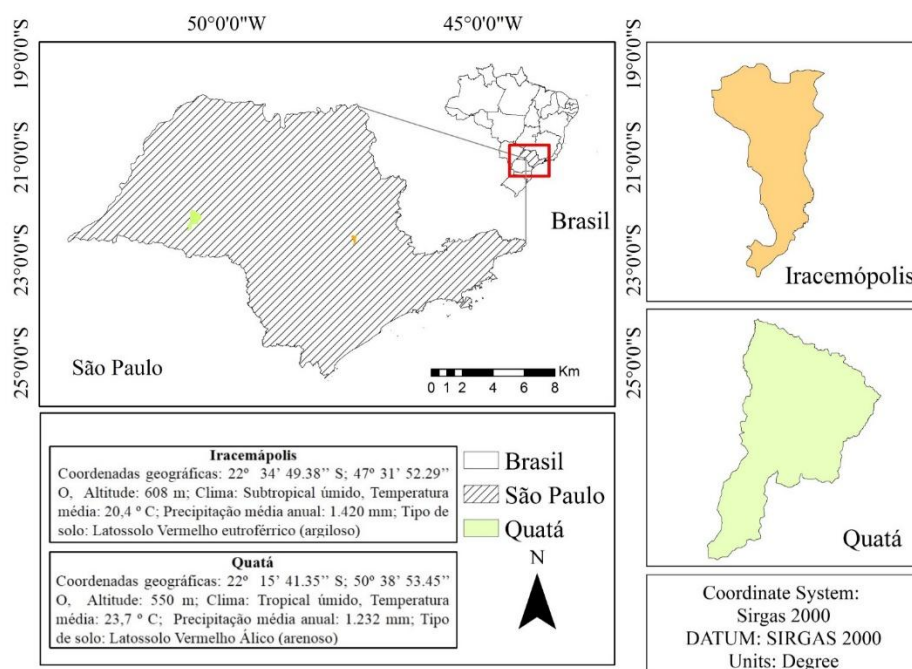 50°0'0"W
45°0'0"W
19°0'0"S
21°0'0"S
23°0'0"S
25°0'0"S
Brasil
São Paulo
0 1 2 4 6 8 Km
19°0'0"S
21°0'0"S
23°0'0"S
25°0'0"S
Iracemópolis
Quatá
Iracemápolis
Coordenadas geográficas: 22º 34’ 49.38’’ S; 47º 31’ 52.29’’
O, Altitude: 608 m; Clima: Subtropical úmido, Temperatura
média: 20,4 º C; Precipitação média anual: 1.420 mm; Tipo de
solo: Latossolo Vermelho eutroférrico (argiloso)
Quatá
Coordenadas geográficas: 22º 15’ 41.35’’ S; 50º 38’ 53.45’’
O, Altitude: 550 m; Clima: Tropical úmido, Temperatura
média: 23,7 º C; Precipitação média anual: 1.232 mm; Tipo
de solo: Latossolo Vermelho Álico (arenoso)
Brasil
São Paulo
Quatá
N
Coordinate System:
Sirgas 2000
DATUM: SIRGAS 2000
Units: Degree